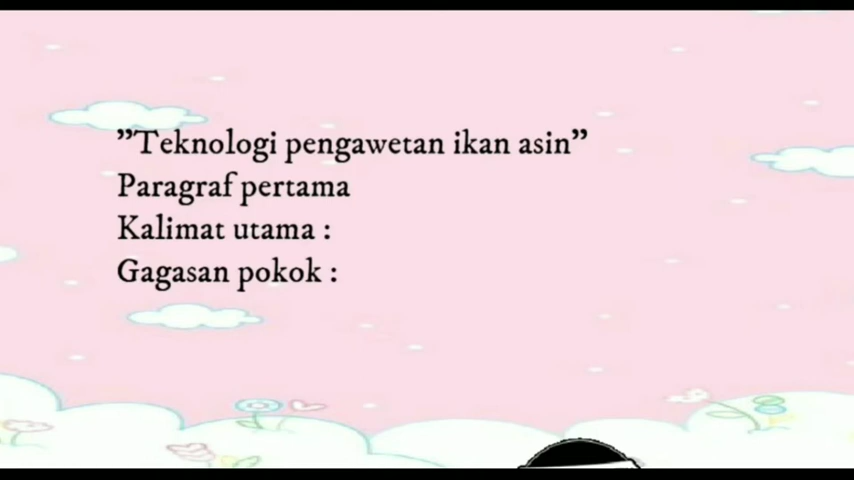 ”Teknologi pengawetan ikan asin”
Paragraf pertama
Kalimat utama :
Gagasan pokok :